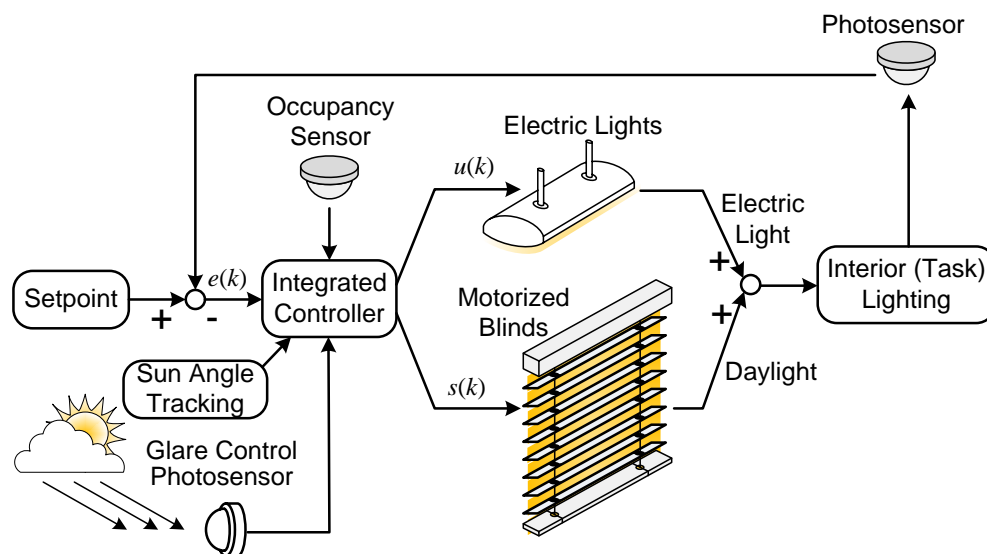 Photosensor
Occupancy
Sensor
Electric Lights
u(k)
Electric
Light
e(k)
Setpoint
+
-
Integrated
Controller
Motorized
Blinds
+
+
Interior (Task)
Lighting
Sun Angle
Tracking
s(k)
Daylight
Glare Control
Photosensor